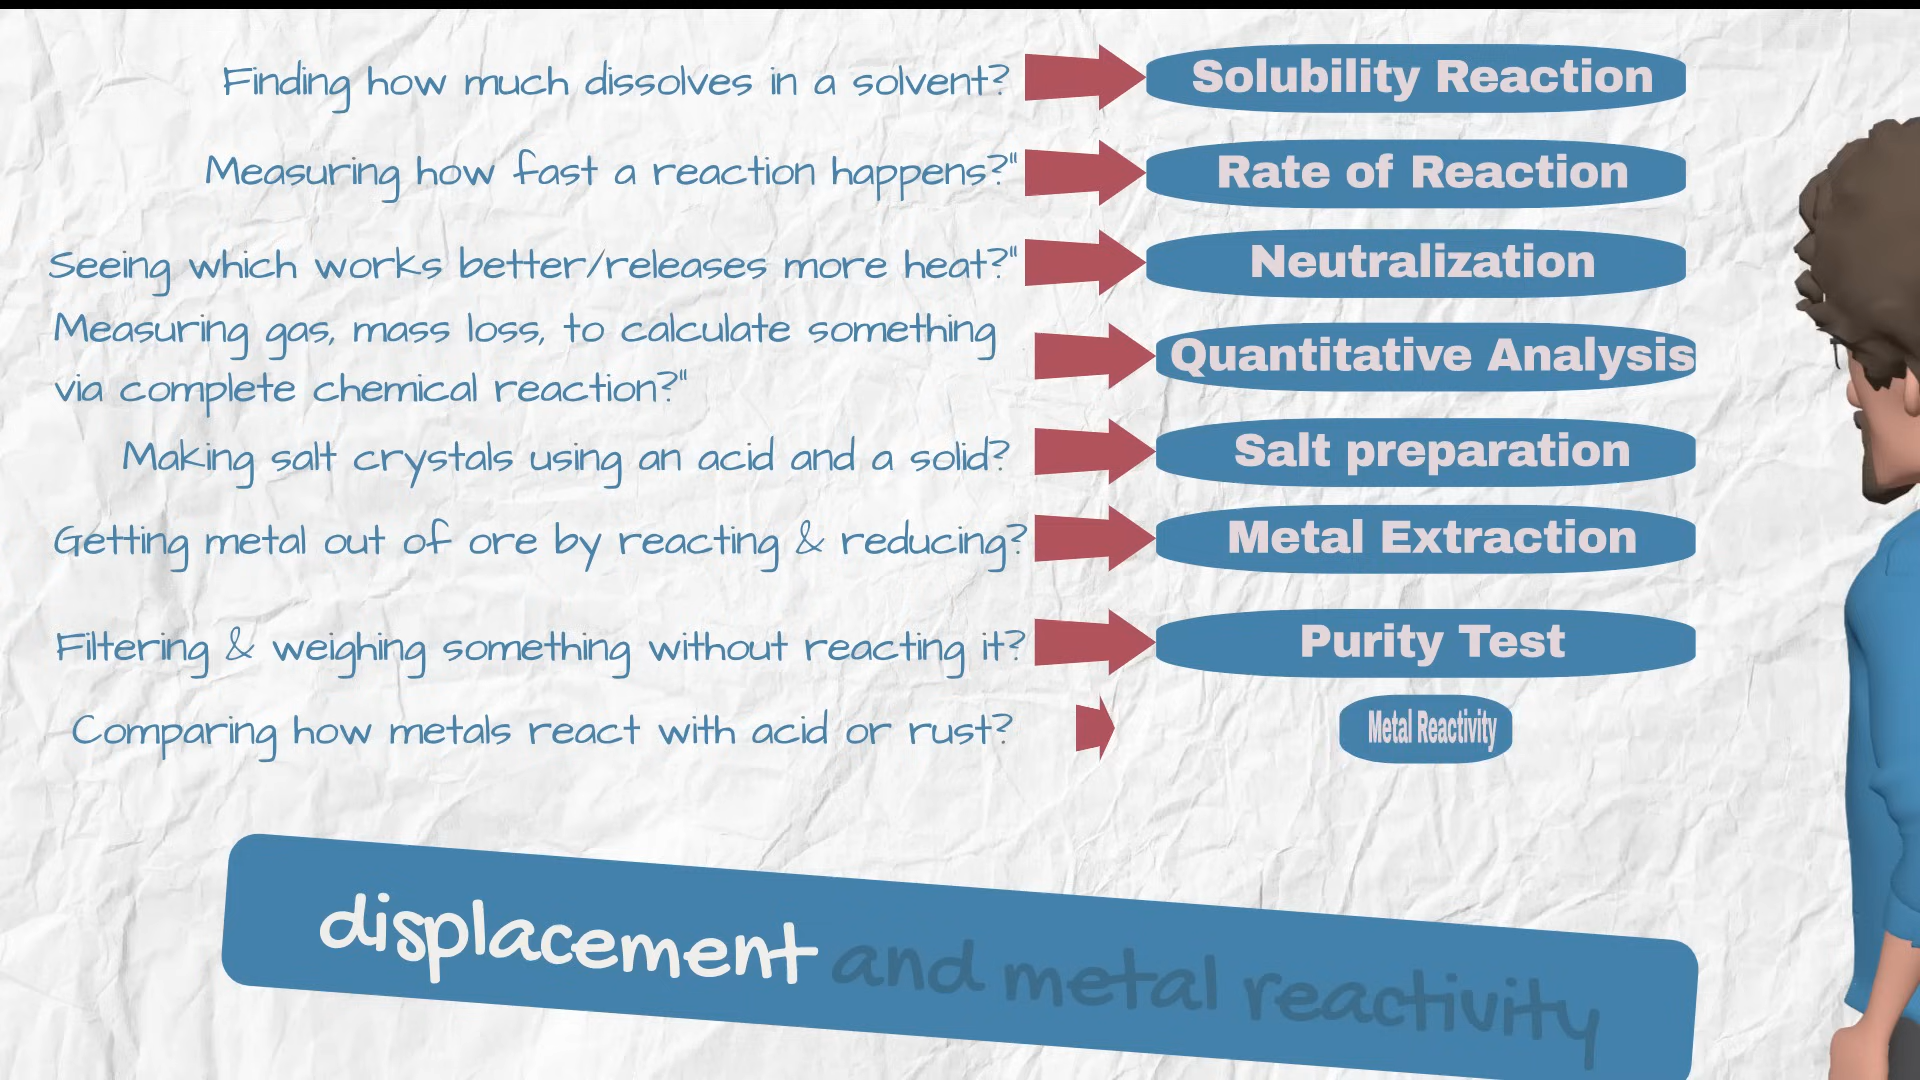 Finding how much dissolves in a solvent? Solubility Reaction
Measuring how fast a reaction happens?" Rate of Reaction
Seeing which works better/releases more heat?" Neutralization
Measuring gas, mass loss, to calculate something
via complete chemical reaction?" Quantitative Analysis
Making salt crystals using an acid and a solid? Salt preparation
Getting metal out of ore by reacting & reducing? Metal Extraction
Filtering & weighing something without reacting it? Purity Test
Comparing how metals react with acid or rust? Metal Reactivity
displacement and metal reactivity